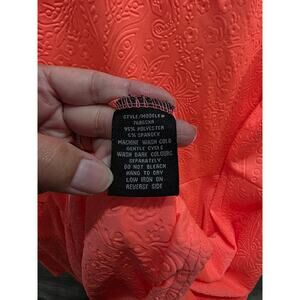 STYLE/MODELE#
95% POLYESTER
5% SPANDEX
MACHINE WASH COLD
GENTLE CYCLE
WASH DARK COLOURS
SEPARATELY
DO NOT BLEACH
HANG TO DRY
LOW IRON ON
REVERSE SIDE